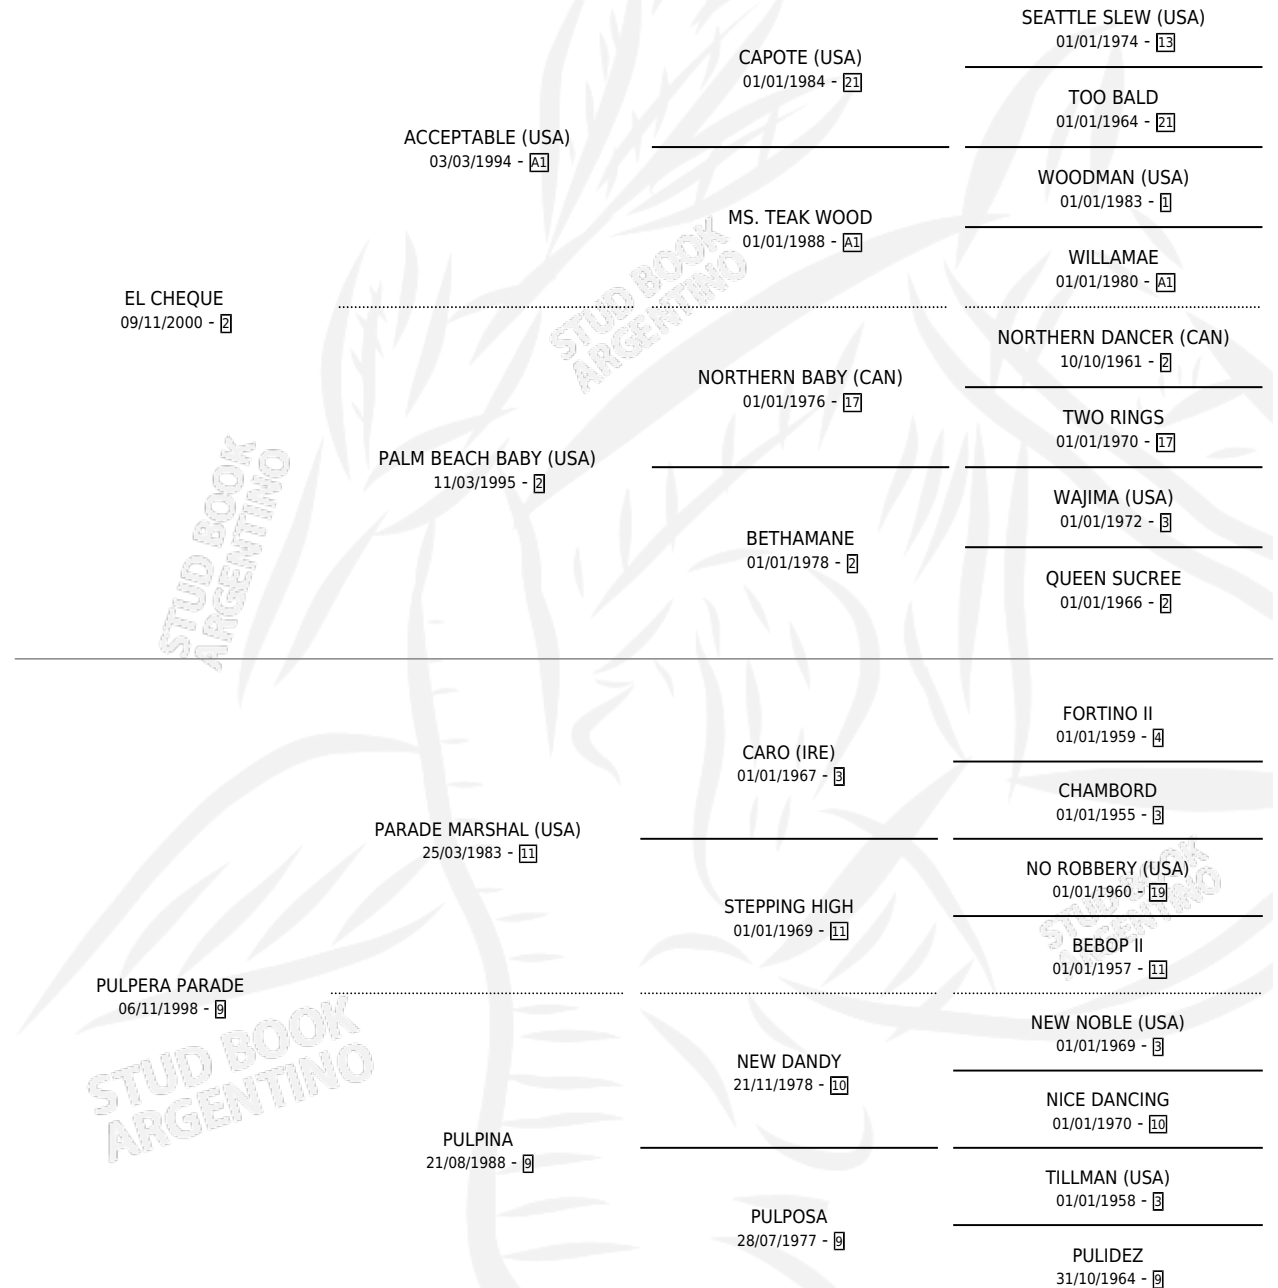 SEATTLE SLEW (USA)
01/01/1974 - 13
CAPOTE (USA)
01/01/1984 - 21
TOO BALD
01/01/1964 - 21
ACCEPTABLE (USA)
03/03/1994 - A1
WOODMAN (USA)
01/01/1983 - 1
MS. TEAK WOOD
01/01/1988 - A1
WILLAMAE
01/01/1980 - A1
EL CHEQUE
09/11/2000 - 2
NORTHERN DANCER (CAN)
10/10/1961 - 2
NORTHERN BABY (CAN)
01/01/1976 - 17
TWO RINGS
01/01/1970 - 17
PALM BEACH BABY (USA)
11/03/1995 - 2
WAJIMA (USA)
01/01/1972 - 3
BETHAMANE
01/01/1978 - 2
QUEEN SUCREE
01/01/1966 - 2
FORTINO II
01/01/1959 - 4
CARO (IRE)
01/01/1967 - 3
CHAMBORD
01/01/1955 - 3
PARADE MARSHAL (USA)
25/03/1983 - 11
NO ROBBERY (USA)
01/01/1960 - 19
STEPPING HIGH
01/01/1969 - 11
BEBOP II
01/01/1957 - 11
PULPERA PARADE
06/11/1998 - 9
NEW NOBLE (USA)
01/01/1969 - 3
NEW DANDY
21/11/1978 - 10
NICE DANCING
01/01/1970 - 10
PULPINA
21/08/1988 - 9
TILLMAN (USA)
01/01/1958 - 3
PULPOSA
28/07/1977 - 9
PULIDEZ
31/10/1964 - 9
STUD BOOK
ARGENTINO
STUD BOOK
ARGENTINO
STUD BOOK
ARGENTINO
STUD BOOK
ARGENTINO